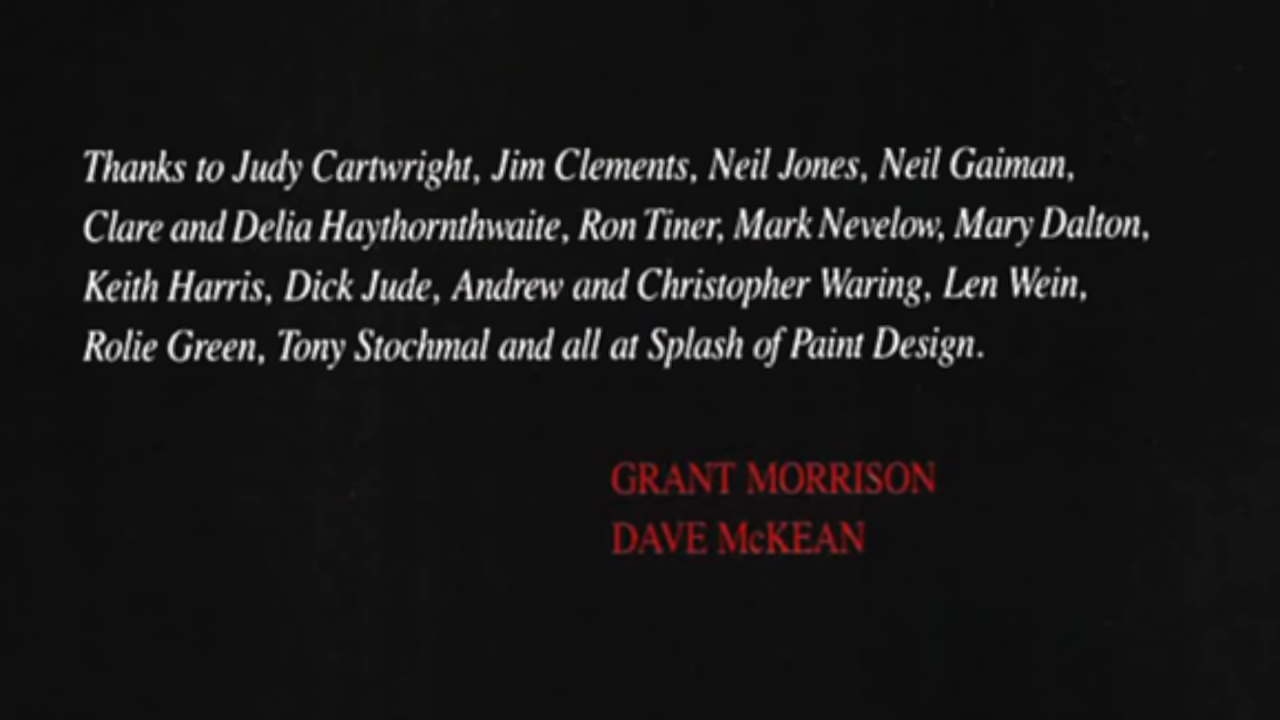 Thanks to Judy Cartwright, Jim Clements, Neil Jones, Neil Gaiman,
Clare and Delia Haythornthwaite, Ron Tiner, Mark Nevelow, Mary Dalton,
Keith Harris, Dick Jude, Andrew and Christopher Waring, Len Wein,
Rolie Green, Tony Stochmal and all at Splash of Paint Design.
GRANT MORRISON
DAVE McKEAN